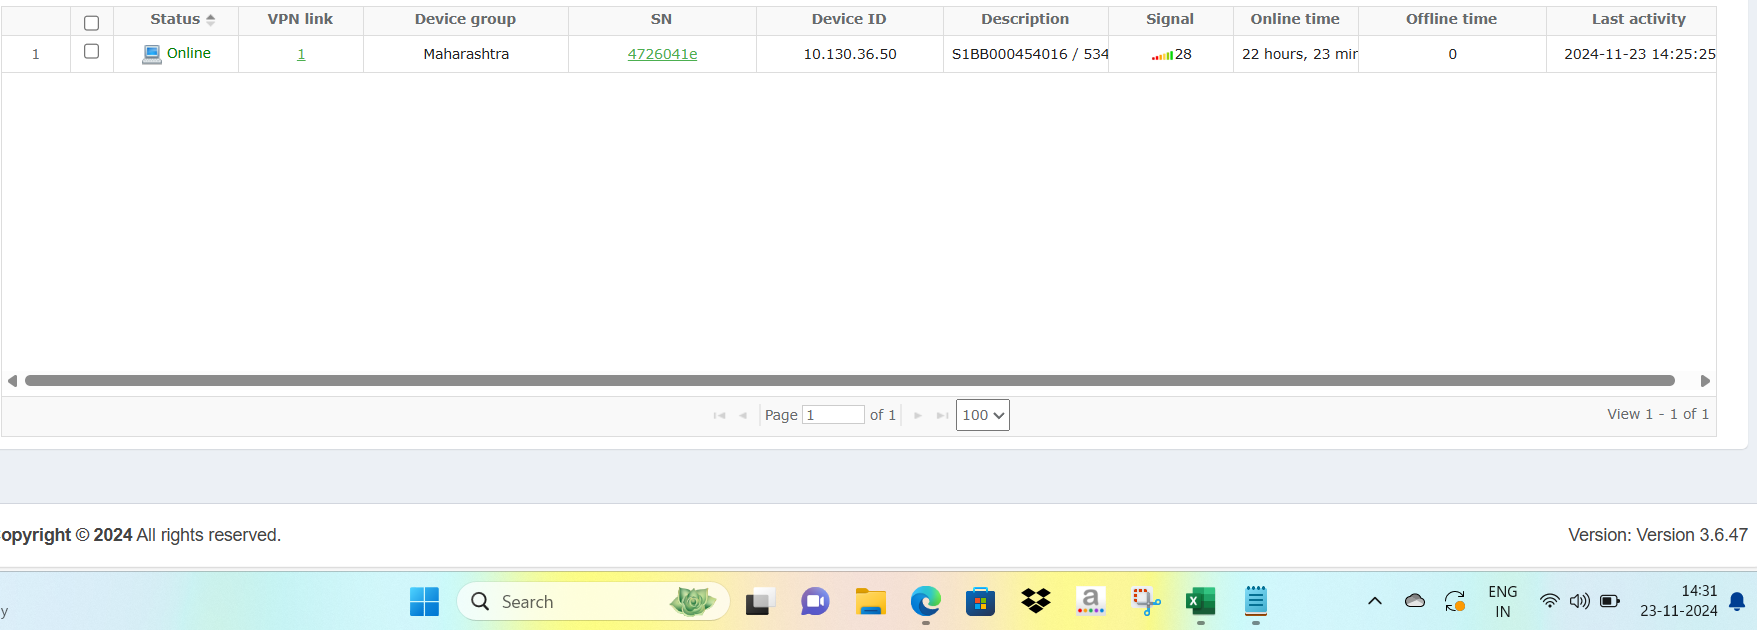 Status VPN link Device group SN Device ID Description Signal Online time Offline time Last activity
1 Online 1 Maharashtra 4726041e 10.130.36.50 S1BB000454016 / 534 28 22 hours, 23 mir 0 2024-11-23 14:25:25
Page 1 of 1 100 View 1 - 1 of 1
opyright © 2024 All rights reserved. Version: Version 3.6.47
y Search a X ENG 14:31
IN 23-11-2024